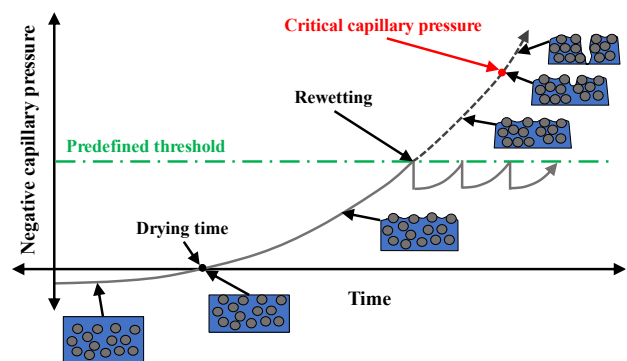 Critical capillary pressure
Rewetting
Predefined threshold
Negative capillary pressure
Drying time
Time